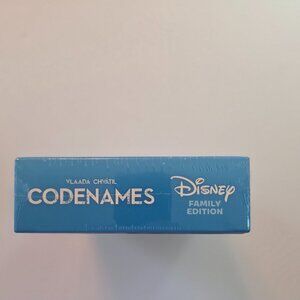 VLAADA CHVÁTIL
CODENAMES
Disney
FAMILY
EDITION